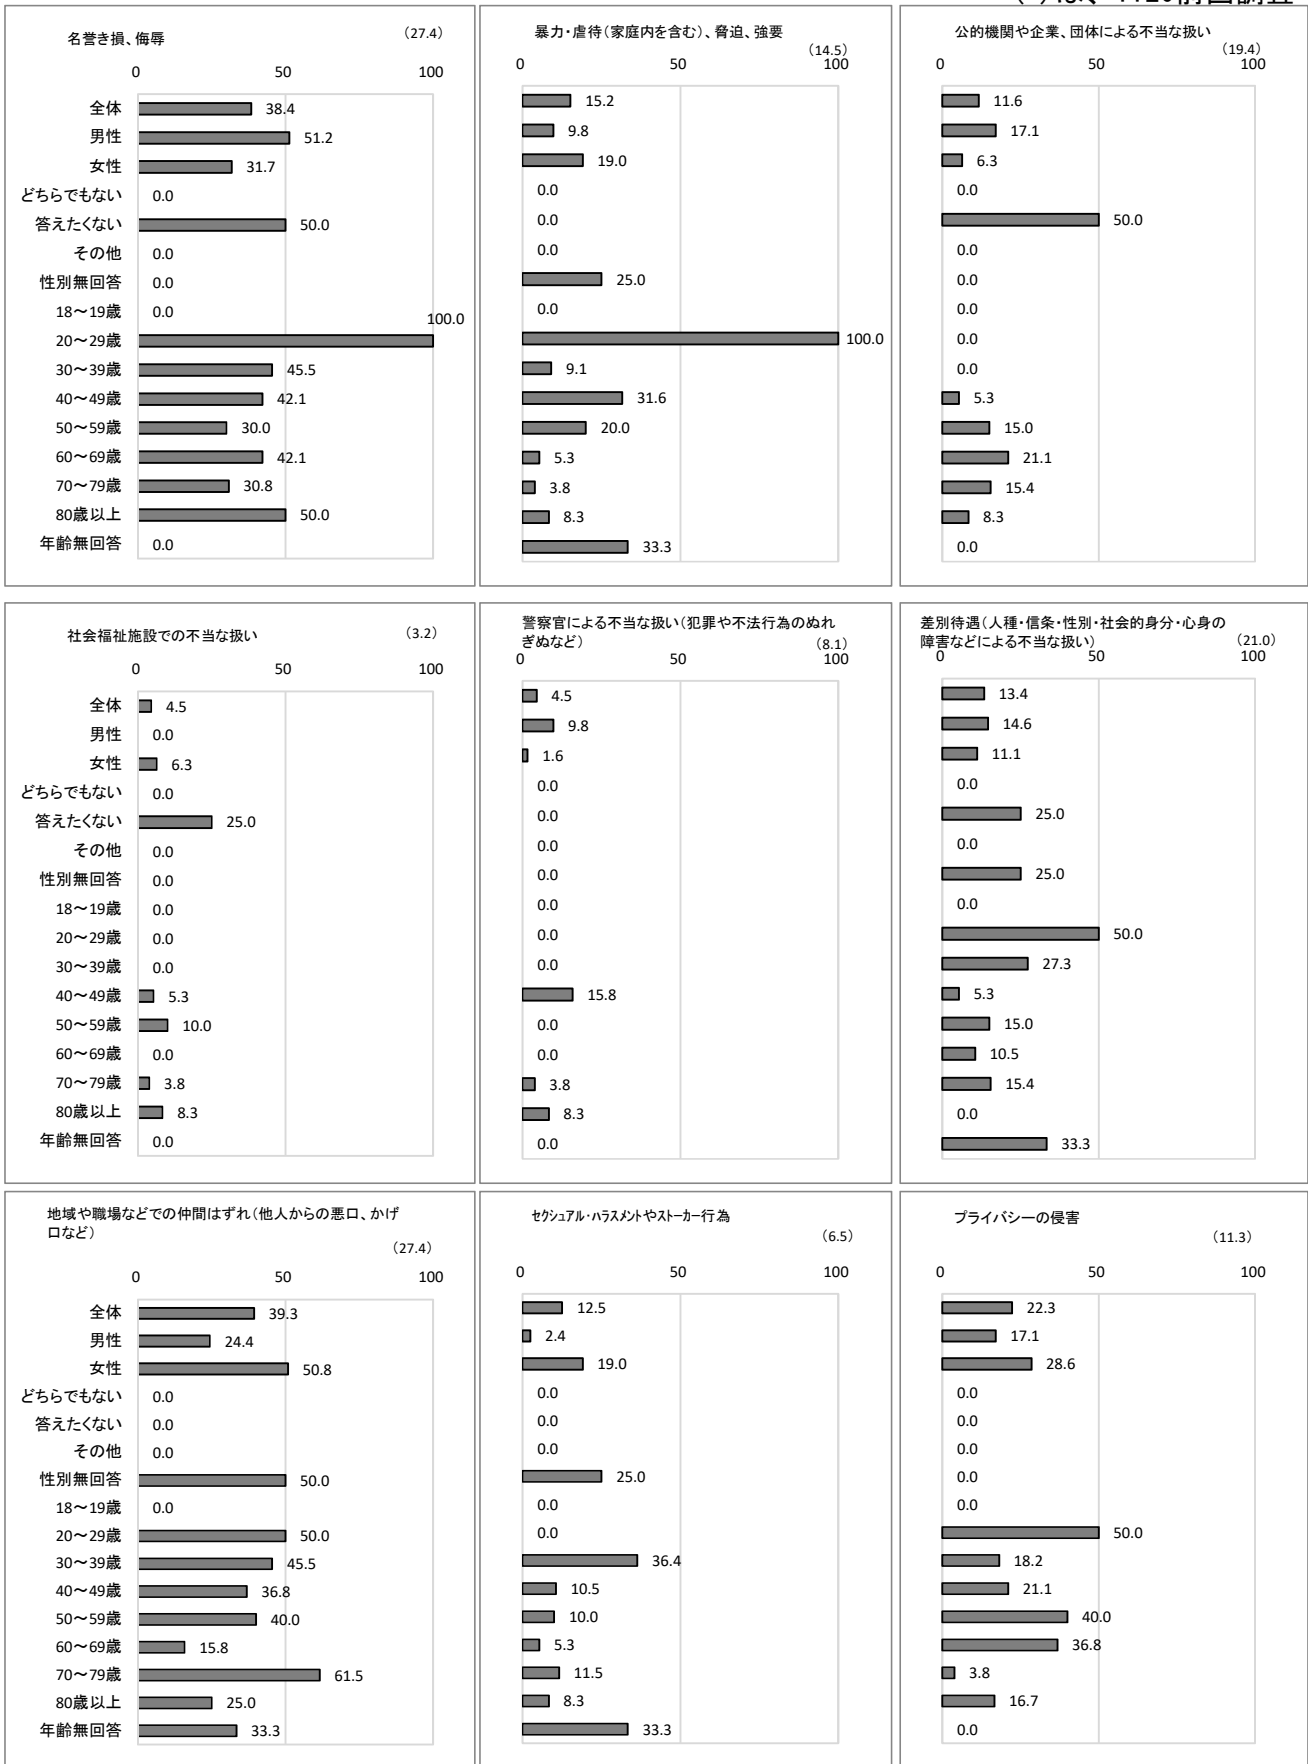 名誉き損、侮辱
（27.4）
0 50 100
全体 38.4
男性 51.2
女性 31.7
どちらでもない 0.0
答えたくない 50.0
その他 0.0
性別無回答 0.0
18～19歳 0.0
20～29歳 100.0
30～39歳 45.5
40～49歳 42.1
50～59歳 30.0
60～69歳 42.1
70～79歳 30.8
80歳以上 50.0
年齢無回答 0.0
暴力・虐待（家庭内を含む）、脅迫、強要
（14.5）
0 50 100
15.2
9.8
19.0
0.0
0.0
0.0
25.0
0.0
100.0
9.1
31.6
20.0
5.3
3.8
8.3
33.3
公的機関や企業、団体による不当な扱い
（19.4）
0 50 100
11.6
17.1
6.3
0.0
50.0
0.0
0.0
0.0
0.0
0.0
5.3
15.0
21.1
15.4
8.3
0.0
社会福祉施設での不当な扱い
（3.2）
0 50 100
全体 4.5
男性 0.0
女性 6.3
どちらでもない 0.0
答えたくない 25.0
その他 0.0
性別無回答 0.0
18～19歳 0.0
20～29歳 0.0
30～39歳 0.0
40～49歳 5.3
50～59歳 10.0
60～69歳 0.0
70～79歳 3.8
80歳以上 8.3
年齢無回答 0.0
警察官による不当な扱い（犯罪や不法行為のぬれ
ぎぬなど）
（8.1）
0 50 100
4.5
9.8
1.6
0.0
0.0
0.0
0.0
0.0
0.0
0.0
15.8
0.0
0.0
3.8
8.3
0.0
差別待遇（人種・信条・性別・社会的身分・心身の
障害などによる不当な扱い）
（21.0）
0 50 100
13.4
14.6
11.1
0.0
25.0
0.0
25.0
0.0
50.0
27.3
5.3
15.0
10.5
15.4
0.0
33.3
地域や職場などでの仲間はずれ（他人からの悪口、かげ
口など）
（27.4）
0 50 100
全体 39.3
男性 24.4
女性 50.8
どちらでもない 0.0
答えたくない 0.0
その他 0.0
性別無回答 50.0
18～19歳 0.0
20～29歳 50.0
30～39歳 45.5
40～49歳 36.8
50～59歳 40.0
60～69歳 15.8
70～79歳 61.5
80歳以上 25.0
年齢無回答 33.3
セクシュアル・ハラスメントやストーカー行為
（6.5）
0 50 100
12.5
2.4
19.0
0.0
0.0
0.0
25.0
0.0
0.0
36.4
10.5
10.0
5.3
11.5
8.3
33.3
プライバシーの侵害
（11.3）
0 50 100
22.3
17.1
28.6
0.0
0.0
0.0
0.0
0.0
50.0
18.2
21.1
40.0
36.8
3.8
16.7
0.0